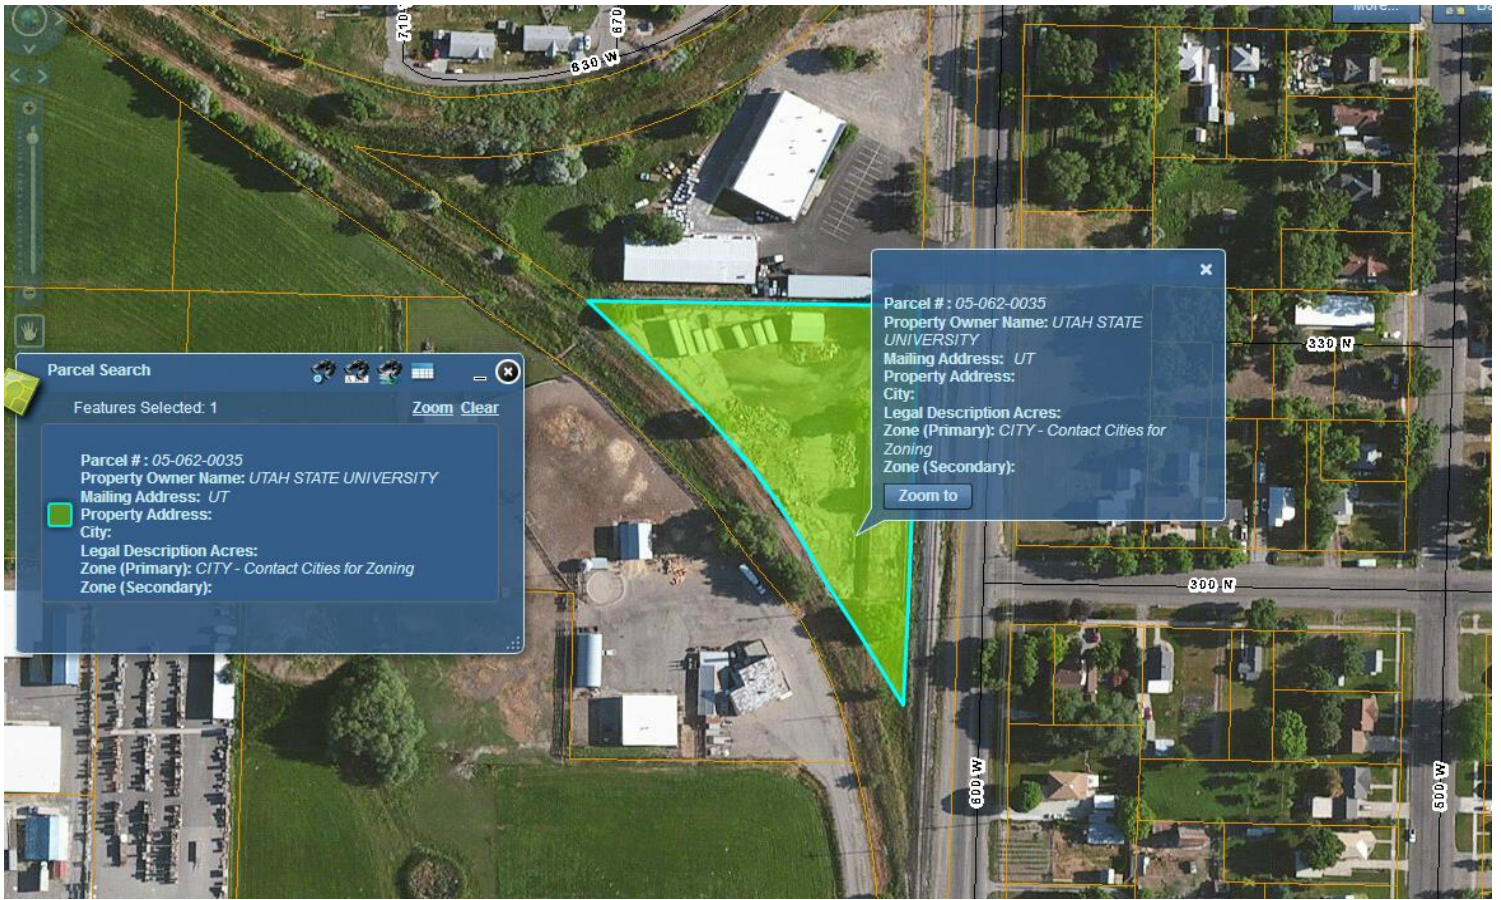 More...
710
670
830 W
Parcel # : 05-062-0035
Property Owner Name: UTAH STATE
UNIVERSITY
Mailing Address: UT
Property Address:
City:
Legal Description Acres:
Zone (Primary): CITY - Contact Cities for
Zoning
Zone (Secondary):
Zoom to
330 N
Parcel Search
Features Selected: 1
Zoom Clear
Parcel # : 05-062-0035
Property Owner Name: UTAH STATE UNIVERSITY
Mailing Address: UT
Property Address:
City:
Legal Description Acres:
Zone (Primary): CITY - Contact Cities for Zoning
Zone (Secondary):
300 N
600 W
500 W